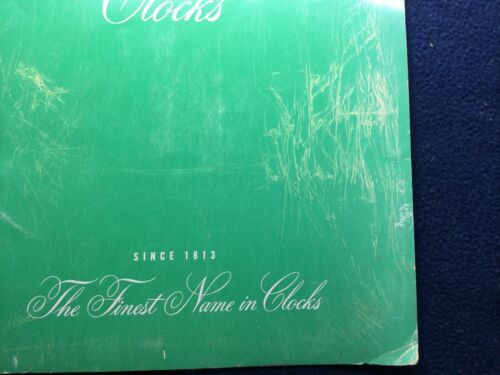 Clocks
SINCE 1813
The Finest Name in Clocks